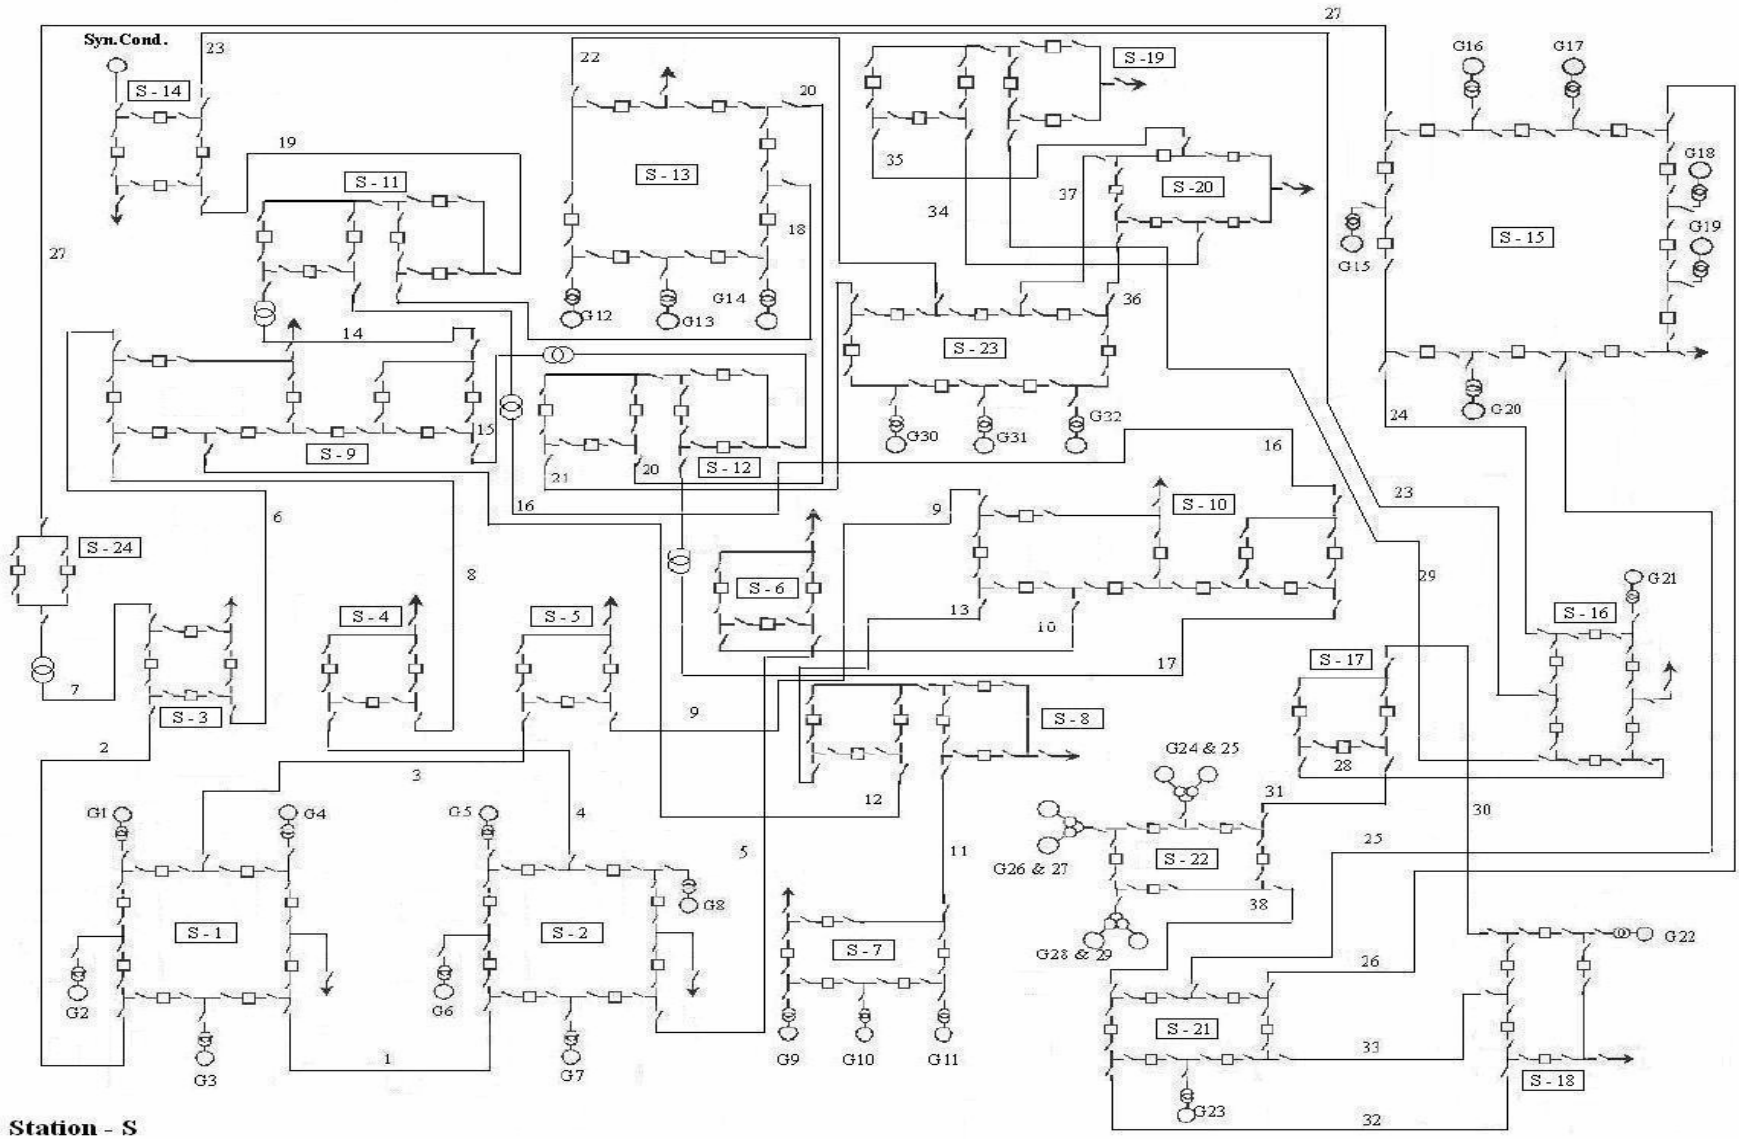 27
Syn.Cond.
23
22
S -19
G16
G17
S - 14
20
19
35
G18
S - 11
S - 13
37
S -20
34
18
G19
S - 15
27
G15
G12
G13
G14
36
14
S - 23
15
G32
24
G20
S - 9
21
20
S - 12
G30
G31
16
16
6
9
S - 10
23
S - 24
8
S - 6
29
G21
S - 4
S - 5
13
10
S - 16
7
17
S - 17
S - 3
9
S - 8
2
3
G24 & 25
28
12
31
G1
G4
G5
4
30
G26 & 27
5
11
S - 22
25
G8
38
S - 1
S - 2
S - 7
G28 & 29
G22
26
G2
G6
S - 21
33
1
G9
G10
G11
G3
G7
S - 18
G23
32
Station - S